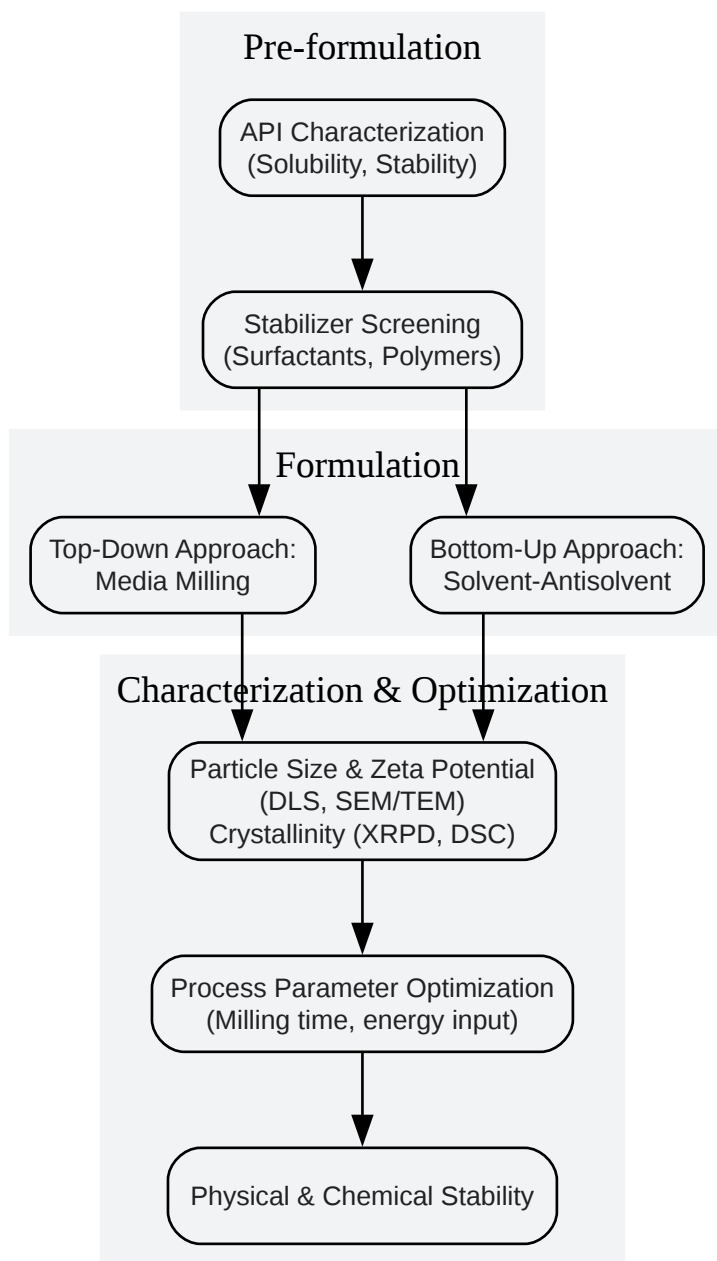 Pre-formulation
API Characterization
(Solubility, Stability)
Stabilizer Screening
(Surfactants, Polymers)
Formulation
Top-Down Approach:
Media Milling
Bottom-Up Approach:
Solvent-Antisolvent
Characterization & Optimization
Particle Size & Zeta Potential
(DLS, SEM/TEM)
Crystallinity (XRPD, DSC)
Process Parameter Optimization
(Milling time, energy input)
Physical & Chemical Stability